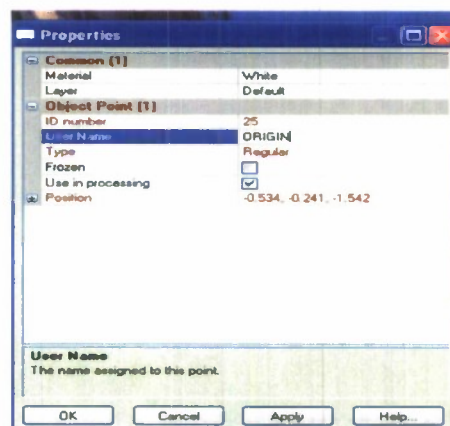 Properties
Common (1)
Material White
Layer Default
Object Point (1)
ID number 25
User Name ORIGIN
Type Regular
Frozen
Use in processing
Position -0.534, -0.241, -1.542
User Name
The name assigned to this point.
OK Cancel Apply Help...